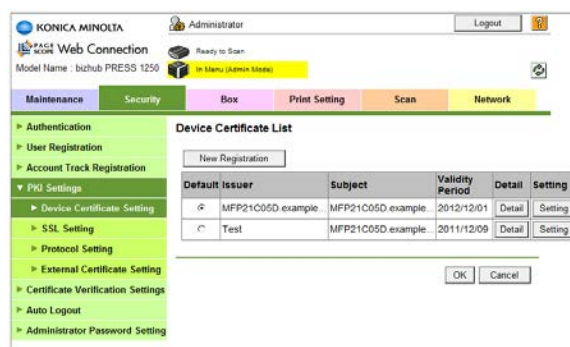 KONICA MINOLTA
Administrator
Logout
?
PAGE SCOPE Web Connection
Ready to Scan
Model Name : bizhub PRESS 1250
In Menu (Admin Mode)
Maintenance Security Box Print Setting Scan Network
Authentication
User Registration
Account Track Registration
PKI Settings
Device Certificate Setting
SSL Setting
Protocol Setting
External Certificate Setting
Certificate Verification Settings
Auto Logout
Administrator Password Setting
Device Certificate List
New Registration
Default Issuer Subject Validity Period Detail Setting
MFP21C05D.example... MFP21C05D.example... 2012/12/01 Detail Setting
Test MFP21C05D.example... 2011/12/09 Detail Setting
OK Cancel